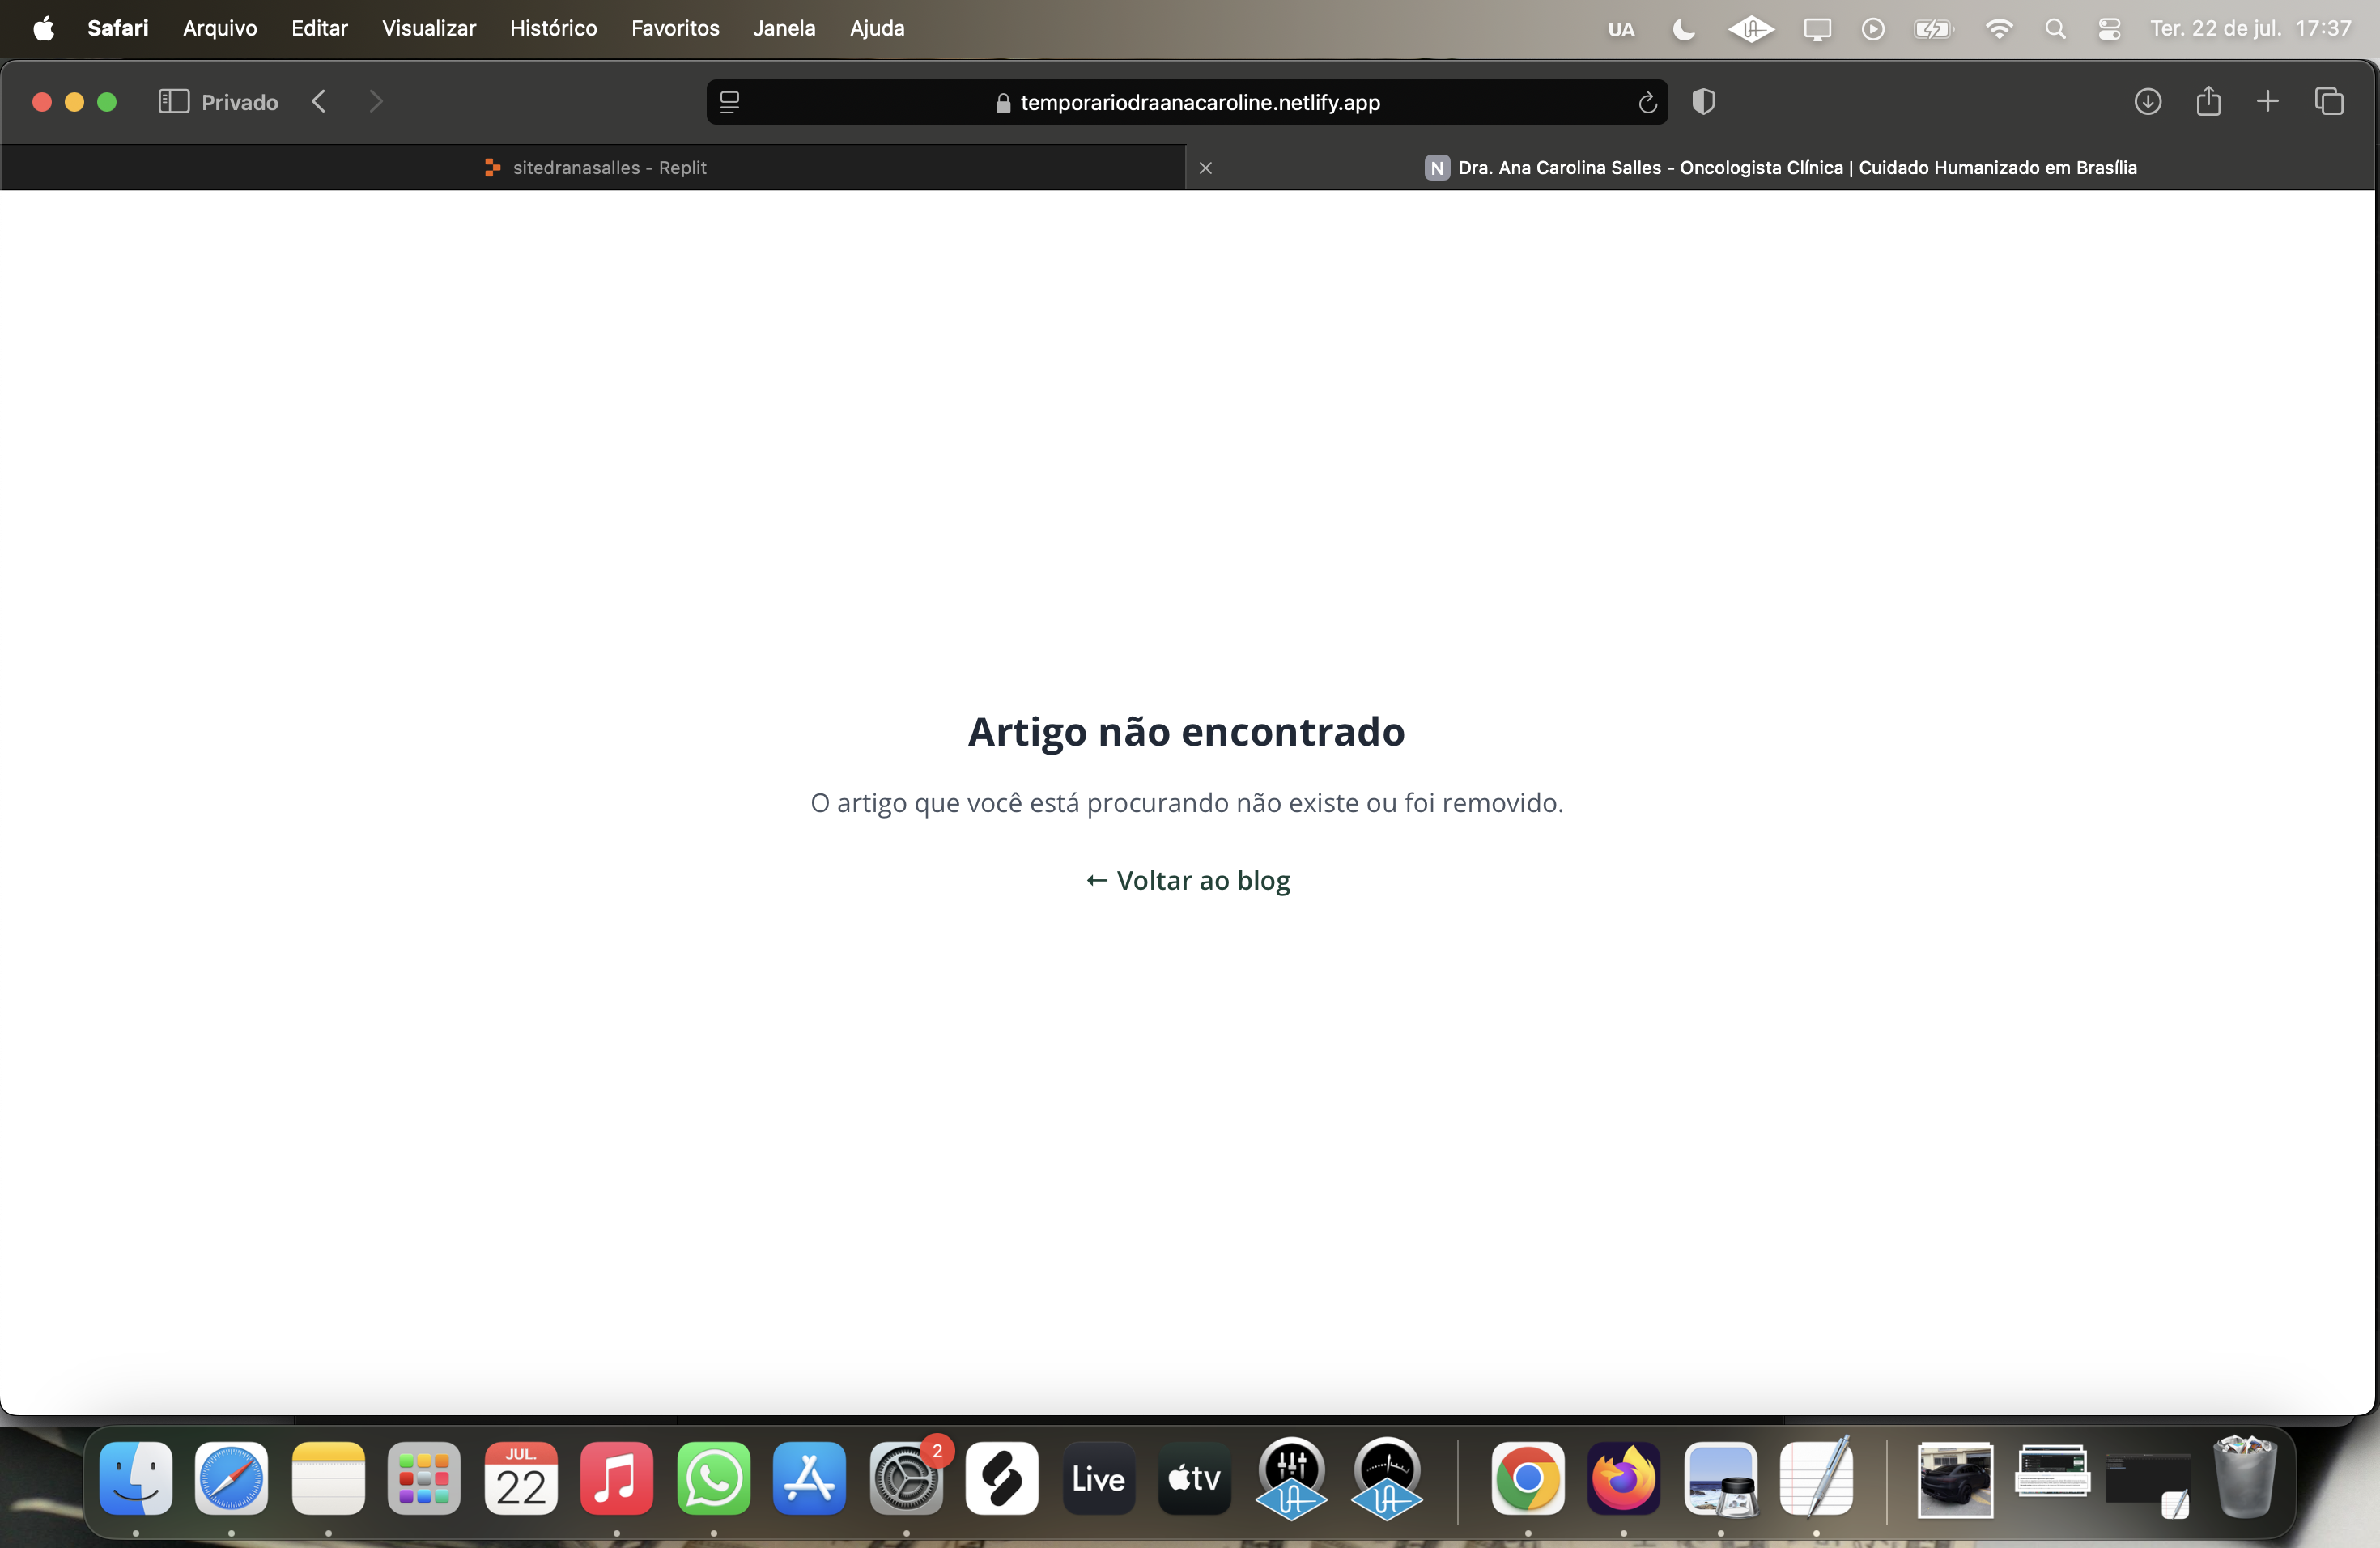 Safari Arquivo Editar Visualizar Histórico Favoritos Janela Ajuda UA Ter. 22 de jul. 17:37
Privado temporariodraanacaroline.netlify.app
sitedranasalles - Replit N Dra. Ana Carolina Salles - Oncologista Clínica | Cuidado Humanizado em Brasília
Artigo não encontrado
O artigo que você está procurando não existe ou foi removido.
← Voltar ao blog
JUL.
22
2
Live
tv